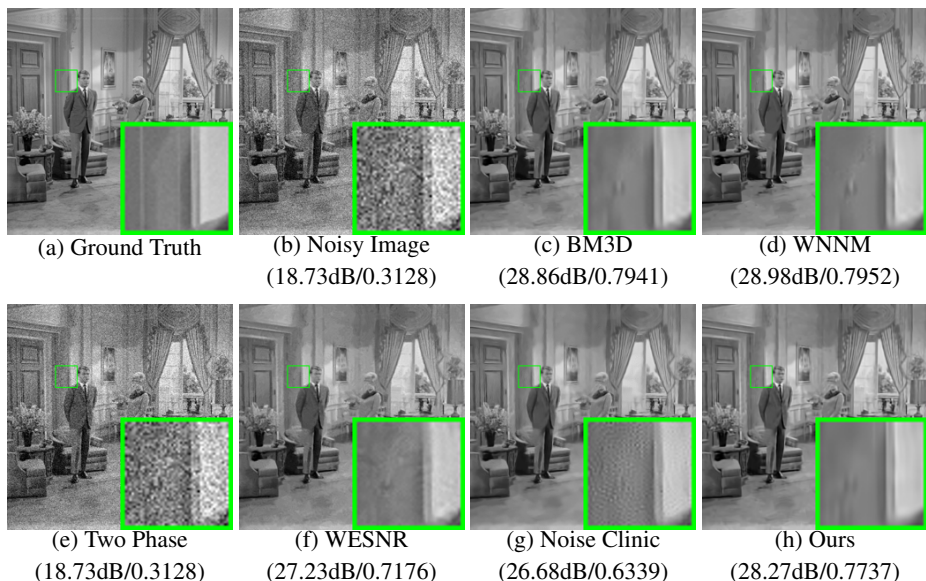 (a) Ground Truth
(b) Noisy Image
(c) BM3D
(d) WNNM
(18.73dB/0.3128)
(28.86dB/0.7941)
(28.98dB/0.7952)
(e) Two Phase
(f) WESNR
(g) Noise Clinic
(h) Ours
(18.73dB/0.3128)
(27.23dB/0.7176)
(26.68dB/0.6339)
(28.27dB/0.7737)